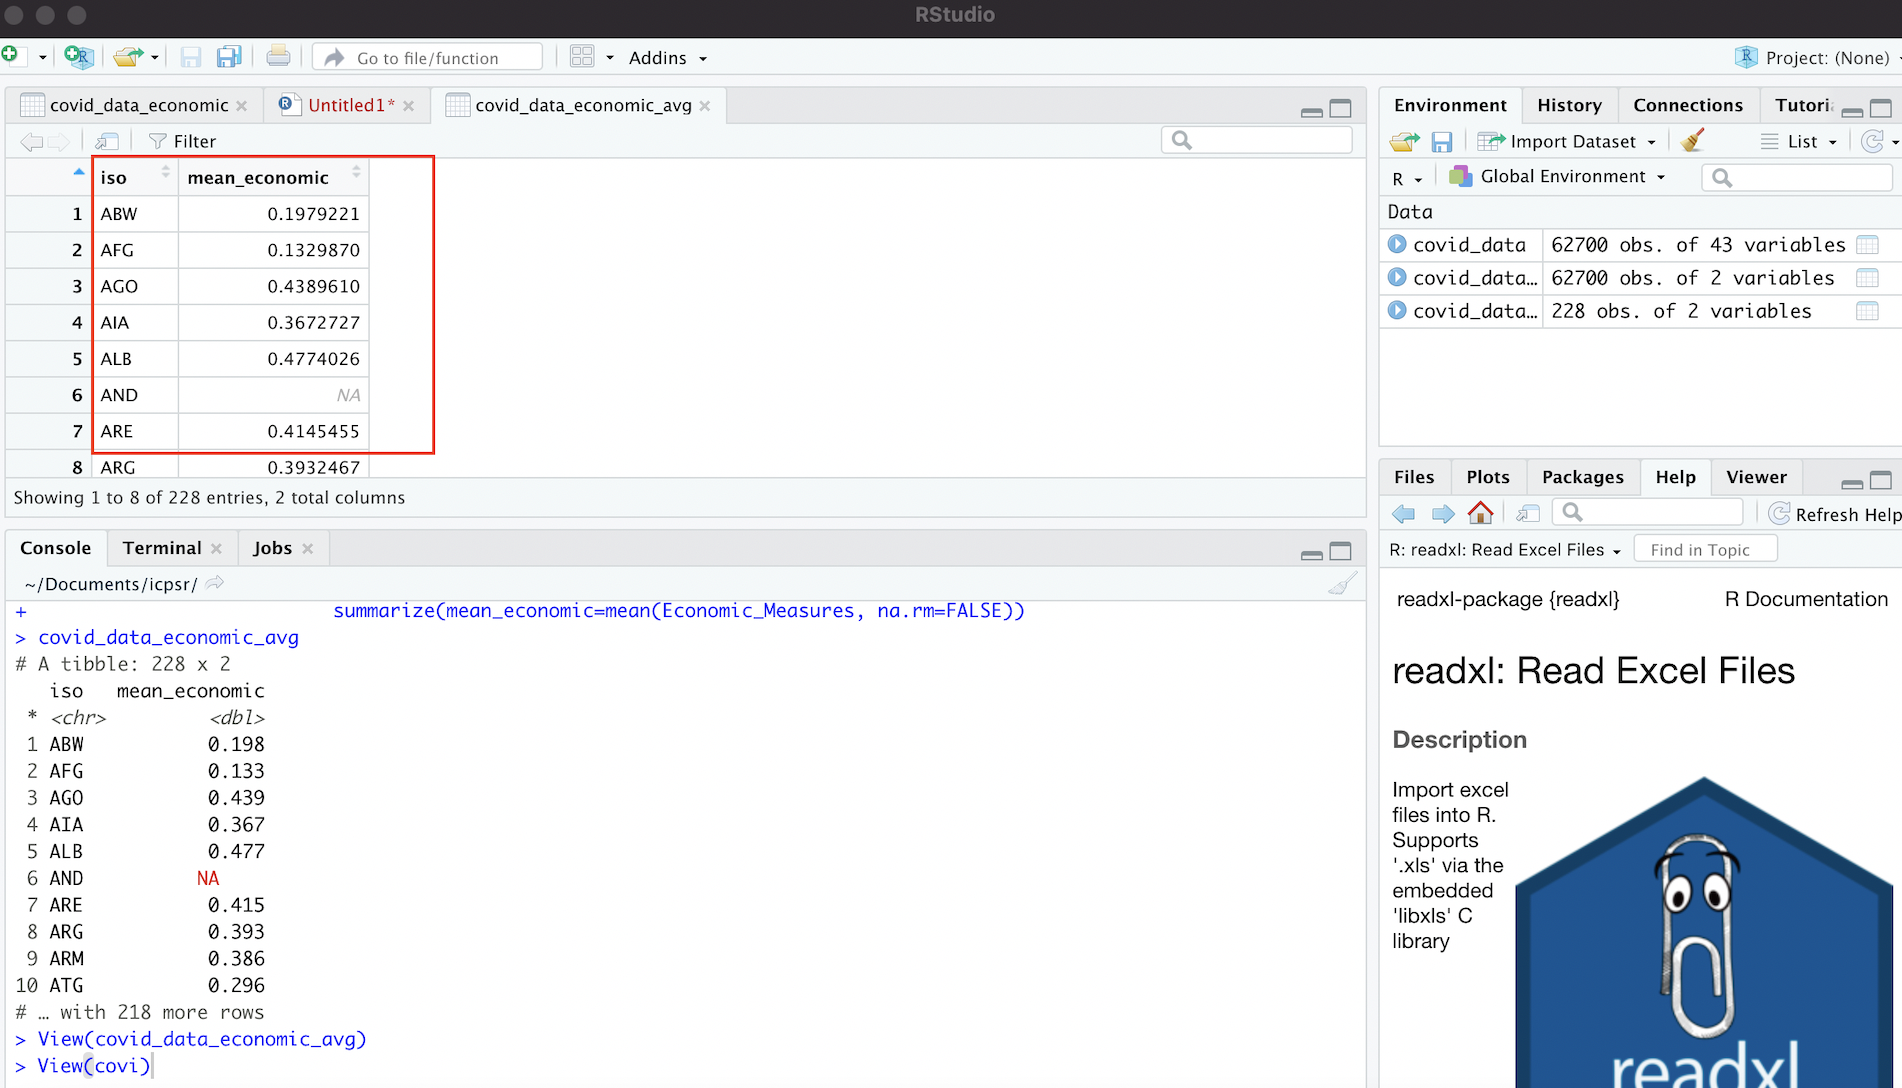 RStudio
Go to file/function
Addins
Project: (None)
covid_data_economic
Untitled1*
covid_data_economic_avg
Filter
iso mean_economic
1 ABW 0.1979221
2 AFG 0.1329870
3 AGO 0.4389610
4 AIA 0.3672727
5 ALB 0.4774026
6 AND NA
7 ARE 0.4145455
8 ARG 0.3932467
Showing 1 to 8 of 228 entries, 2 total columns
Console Terminal Jobs
~/Documents/icpsr/
+ summarize(mean_economic=mean(Economic_Measures, na.rm=FALSE))
> covid_data_economic_avg
# A tibble: 228 x 2
iso mean_economic
* <chr> <dbl>
1 ABW 0.198
2 AFG 0.133
3 AGO 0.439
4 AIA 0.367
5 ALB 0.477
6 AND NA
7 ARE 0.415
8 ARG 0.393
9 ARM 0.386
10 ATG 0.296
# … with 218 more rows
> View(covid_data_economic_avg)
> View(covi)
Environment History Connections Tutori
Import Dataset List
R Global Environment
Data
covid_data 62700 obs. of 43 variables
covid_data… 62700 obs. of 2 variables
covid_data… 228 obs. of 2 variables
Files Plots Packages Help Viewer
Refresh Help
R: readxl: Read Excel Files Find in Topic
readxl-package {readxl} R Documentation
readxl: Read Excel Files
Description
Import excel
files into R.
Supports
'.xls' via the
embedded
'libxls' C
library
readxl